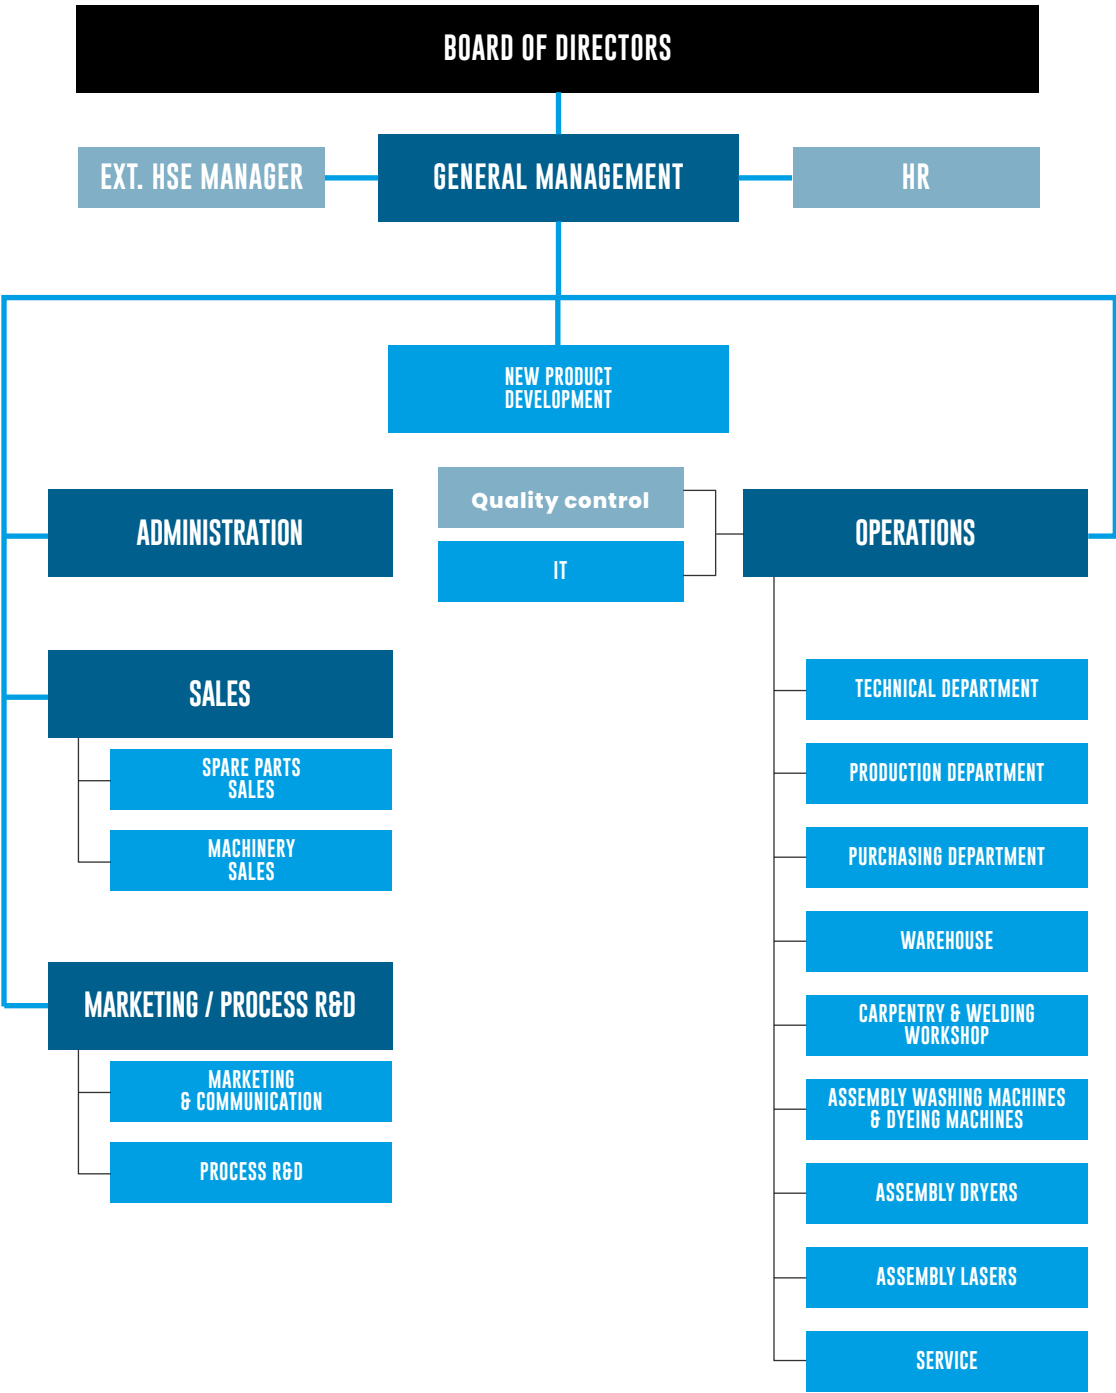 BOARD OF DIRECTORS
EXT. HSE MANAGER
GENERAL MANAGEMENT
HR
NEW PRODUCT
DEVELOPMENT
Quality control
IT
ADMINISTRATION
OPERATIONS
SALES
SPARE PARTS
SALES
MACHINERY
SALES
MARKETING / PROCESS R&D
MARKETING
& COMMUNICATION
PROCESS R&D
TECHNICAL DEPARTMENT
PRODUCTION DEPARTMENT
PURCHASING DEPARTMENT
WAREHOUSE
CARPENTRY & WELDING
WORKSHOP
ASSEMBLY WASHING MACHINES
& DYEING MACHINES
ASSEMBLY DRYERS
ASSEMBLY LASERS
SERVICE